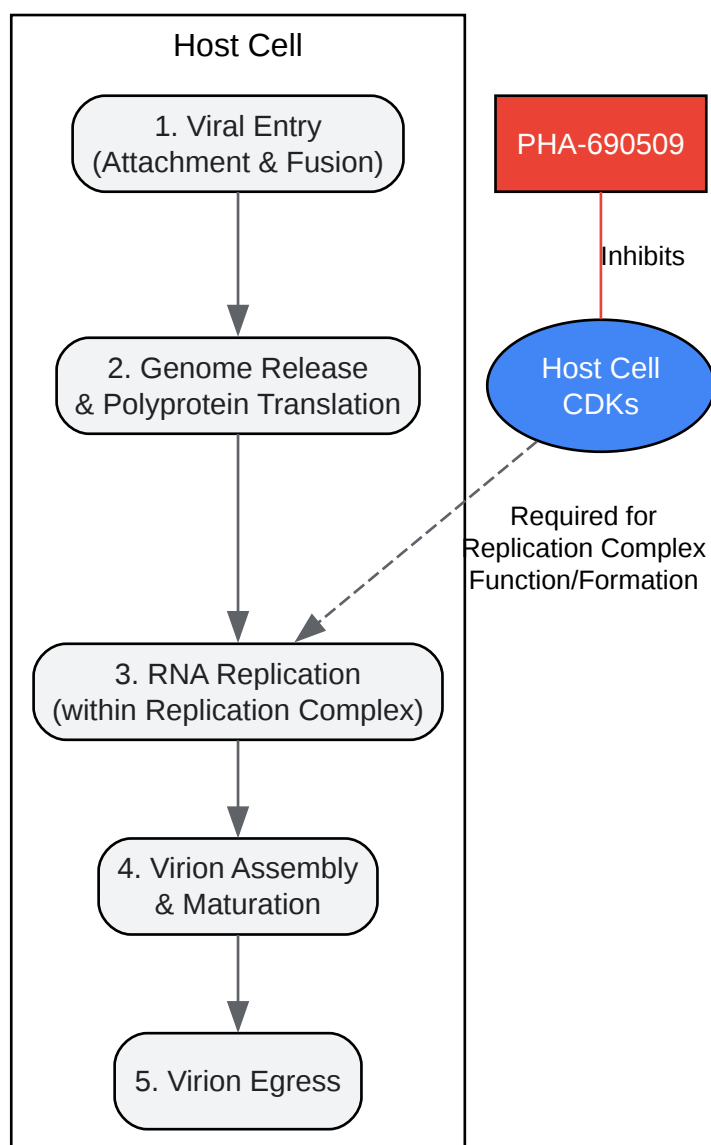 Host Cell
1. Viral Entry
(Attachment & Fusion)
PHA-690509
Inhibits
2. Genome Release
& Polyprotein Translation
Host Cell
CDKs
Required for
Replication Complex
Function/Formation
3. RNA Replication
(within Replication Complex)
4. Virion Assembly
& Maturation
5. Virion Egress